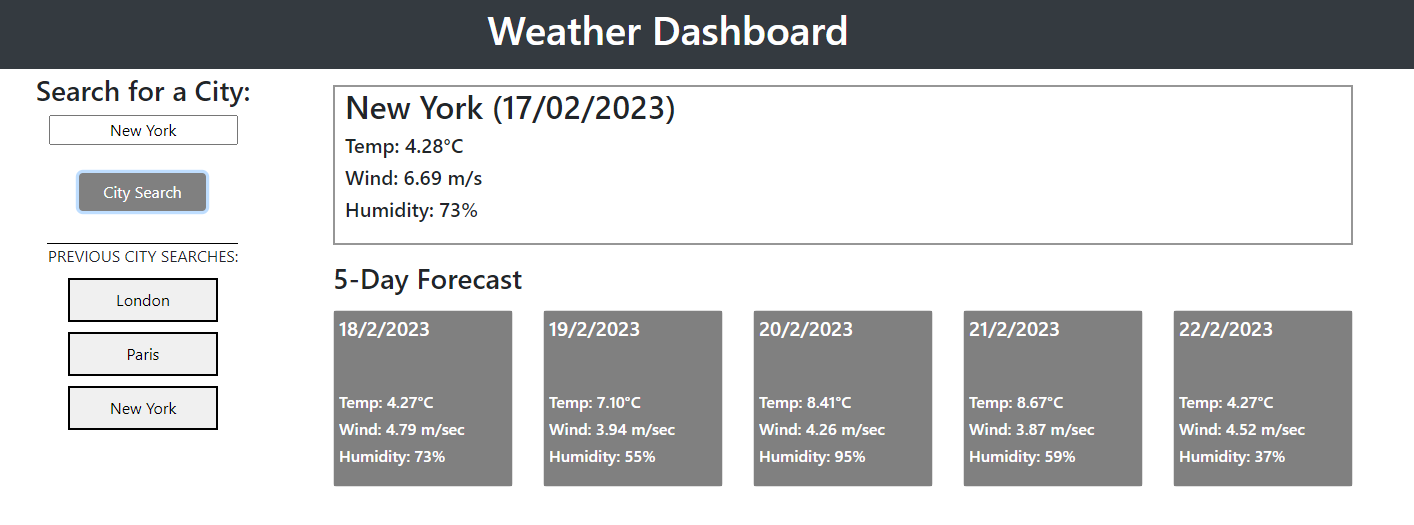 Weather Dashboard
Search for a City:
New York
City Search
PREVIOUS CITY SEARCHES:
London
Paris
New York
New York (17/02/2023)
Temp: 4.28°C
Wind: 6.69 m/s
Humidity: 73%
5-Day Forecast
18/2/2023
Temp: 4.27°C
Wind: 4.79 m/sec
Humidity: 73%
19/2/2023
Temp: 7.10°C
Wind: 3.94 m/sec
Humidity: 55%
20/2/2023
Temp: 8.41°C
Wind: 4.26 m/sec
Humidity: 95%
21/2/2023
Temp: 8.67°C
Wind: 3.87 m/sec
Humidity: 59%
22/2/2023
Temp: 4.27°C
Wind: 4.52 m/sec
Humidity: 37%